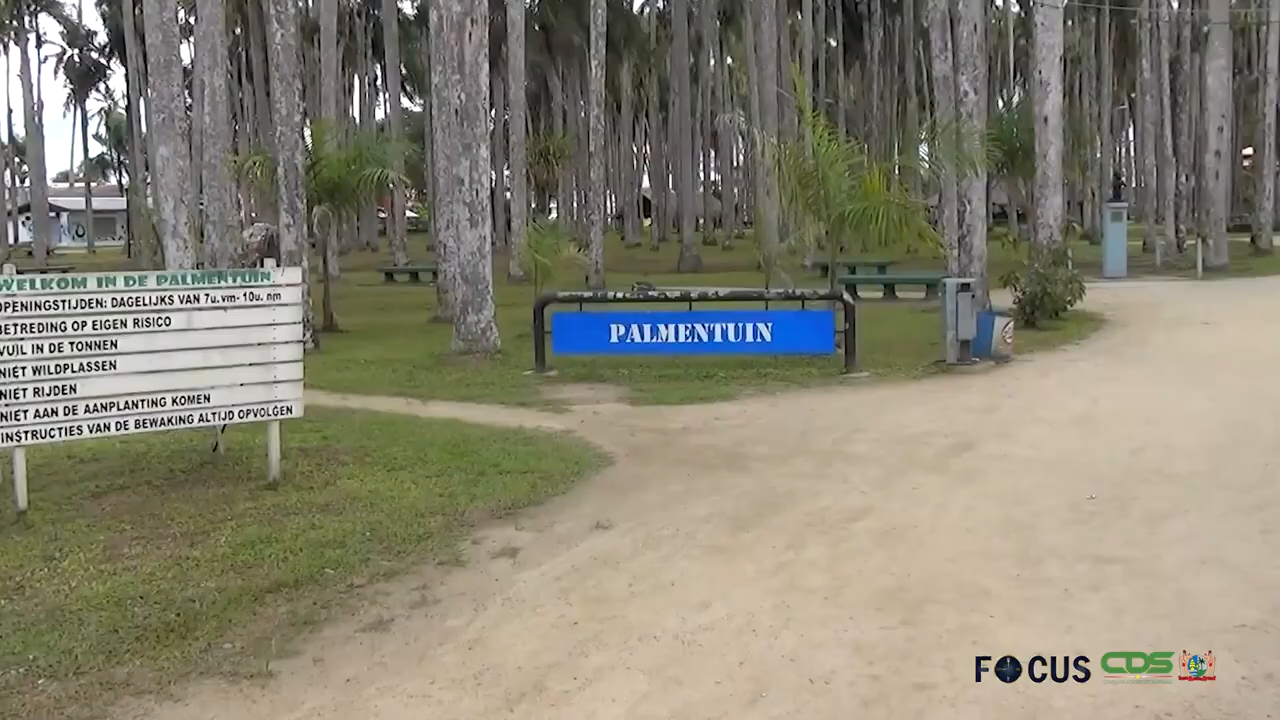 WELKOM IN DE PALMENTUIN
OPENINGSTIJDEN: DAGELIJKS VAN 7u.vm- 10u. nm
BETREDING OP EIGEN RISICO
VUIL IN DE TONNEN
NIET WILDPLASSEN
NIET RIJDEN
NIET AAN DE AANPLANTING KOMEN
INSTRUCTIES VAN DE BEWAKING ALTIJD OPVOLGEN
PALMENTUIN
FOCUS CDS